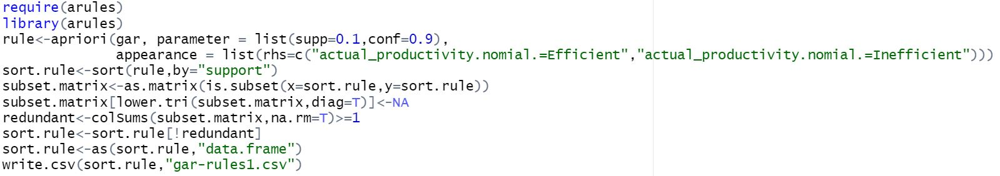 require(arules)
library(arules)
rule<-apriori(gar, parameter = list(supp=0.1,conf=0.9),
              appearance = list(rhs=c("actual_productivity.nomial.=Efficient","actual_productivity.nomial.=Inefficient")))
sort.rule<-sort(rule,by="support")
subset.matrix<-as.matrix(is.subset(x=sort.rule,y=sort.rule))
subset.matrix[lower.tri(subset.matrix,diag=T)]<-NA
redundant<-colSums(subset.matrix,na.rm=T)>=1
sort.rule<-sort.rule[!redundant]
sort.rule<-as(sort.rule,"data.frame")
write.csv(sort.rule,"gar-rules1.csv")